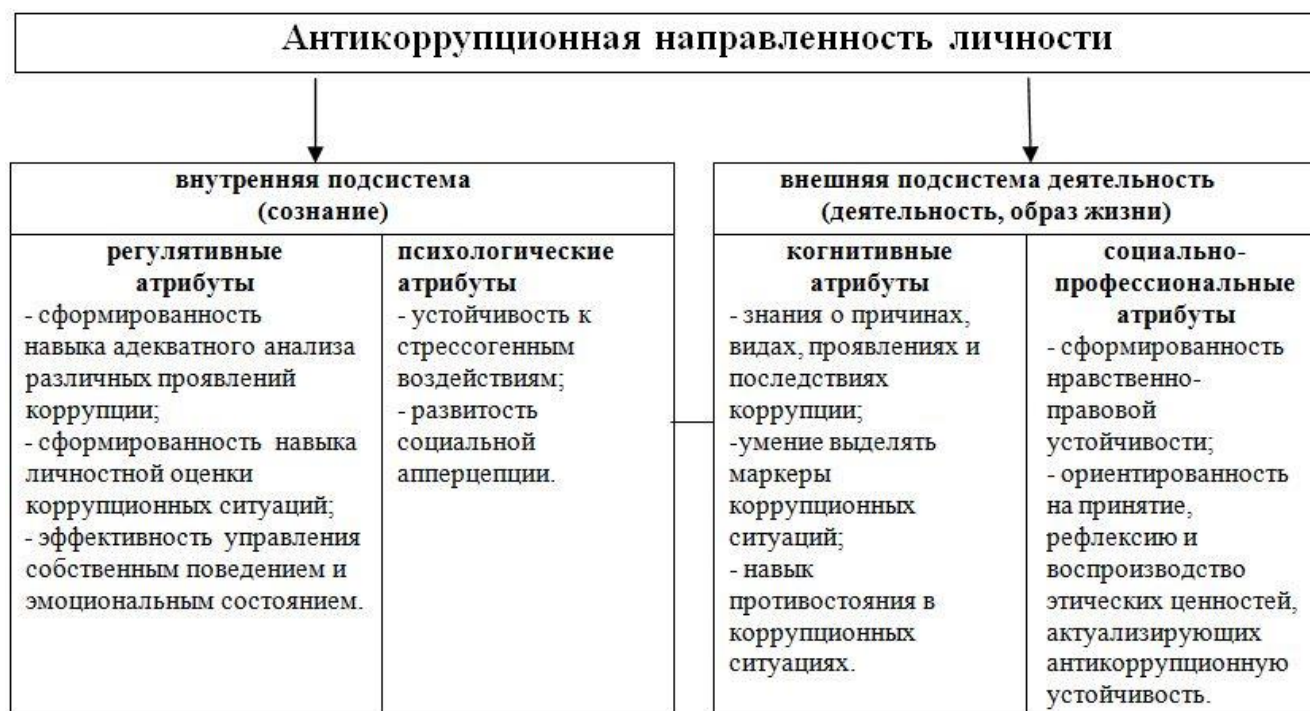 Антикоррупционная направленность личности
внутренняя подсистема
(сознание)
регулятивные
атрибуты
- сформированность
навыка адекватного анализа
различных проявлений
коррупции;
- сформированность навыка
личностной оценки
коррупционных ситуаций;
- эффективность управления
собственным поведением и
эмоциональным состоянием.
психологические
атрибуты
- устойчивость к
стрессогенным
воздействиям;
- развитость
социальной
апперцепции.
внешняя подсистема деятельность
(деятельность, образ жизни)
когнитивные
атрибуты
- знания о причинах,
видах, проявлениях и
последствиях
коррупции;
-умение выделять
маркеры
коррупционных
ситуаций;
- навык
противостояния в
коррупционных
ситуациях.
социально-
профессиональные
атрибуты
- сформированность
нравственно-
правовой
устойчивости;
- ориентированность
на принятие,
рефлексию и
воспроизводство
этических ценностей,
актуализирующих
антикоррупционную
устойчивость.